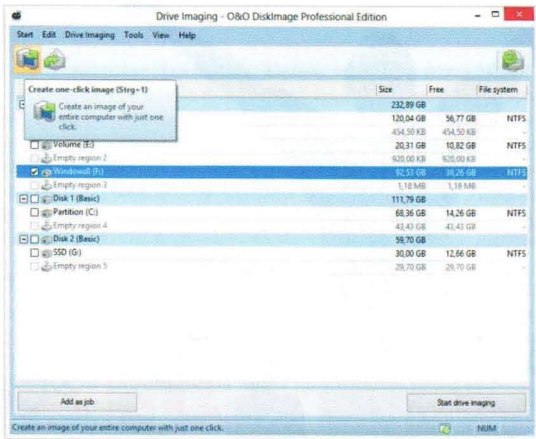 Drive Imaging - O&O DiskImage Professional Edition
Start Edit Drive Imaging Tools View Help
Size Free File system
Create one-click image (Strg+1)
Create an image of your
entire computer with just one
click.
232,89 GB
120,04 GB 56,77 GB NTFS
454,50 KB 454,50 KB -
Volume (E:) 20,31 GB 10,82 GB NTFS
Empty region 2 920,00 KB 920,00 KB -
Windowall (F:) 92,53 GB 38,26 GB NTFS
Empty region 3 1,18 MB 1,18 MB -
Disk 1 (Basic) 111,79 GB
Partition (C:) 68,36 GB 14,26 GB NTFS
Empty region 4 43,43 GB 43,43 GB -
Disk 2 (Basic) 59,70 GB
SSD (G:) 30,00 GB 12,66 GB NTFS
Empty region 5 29,70 GB 29,70 GB -
Add as job Start drive imaging
Create an image of your entire computer with just one click. NUM